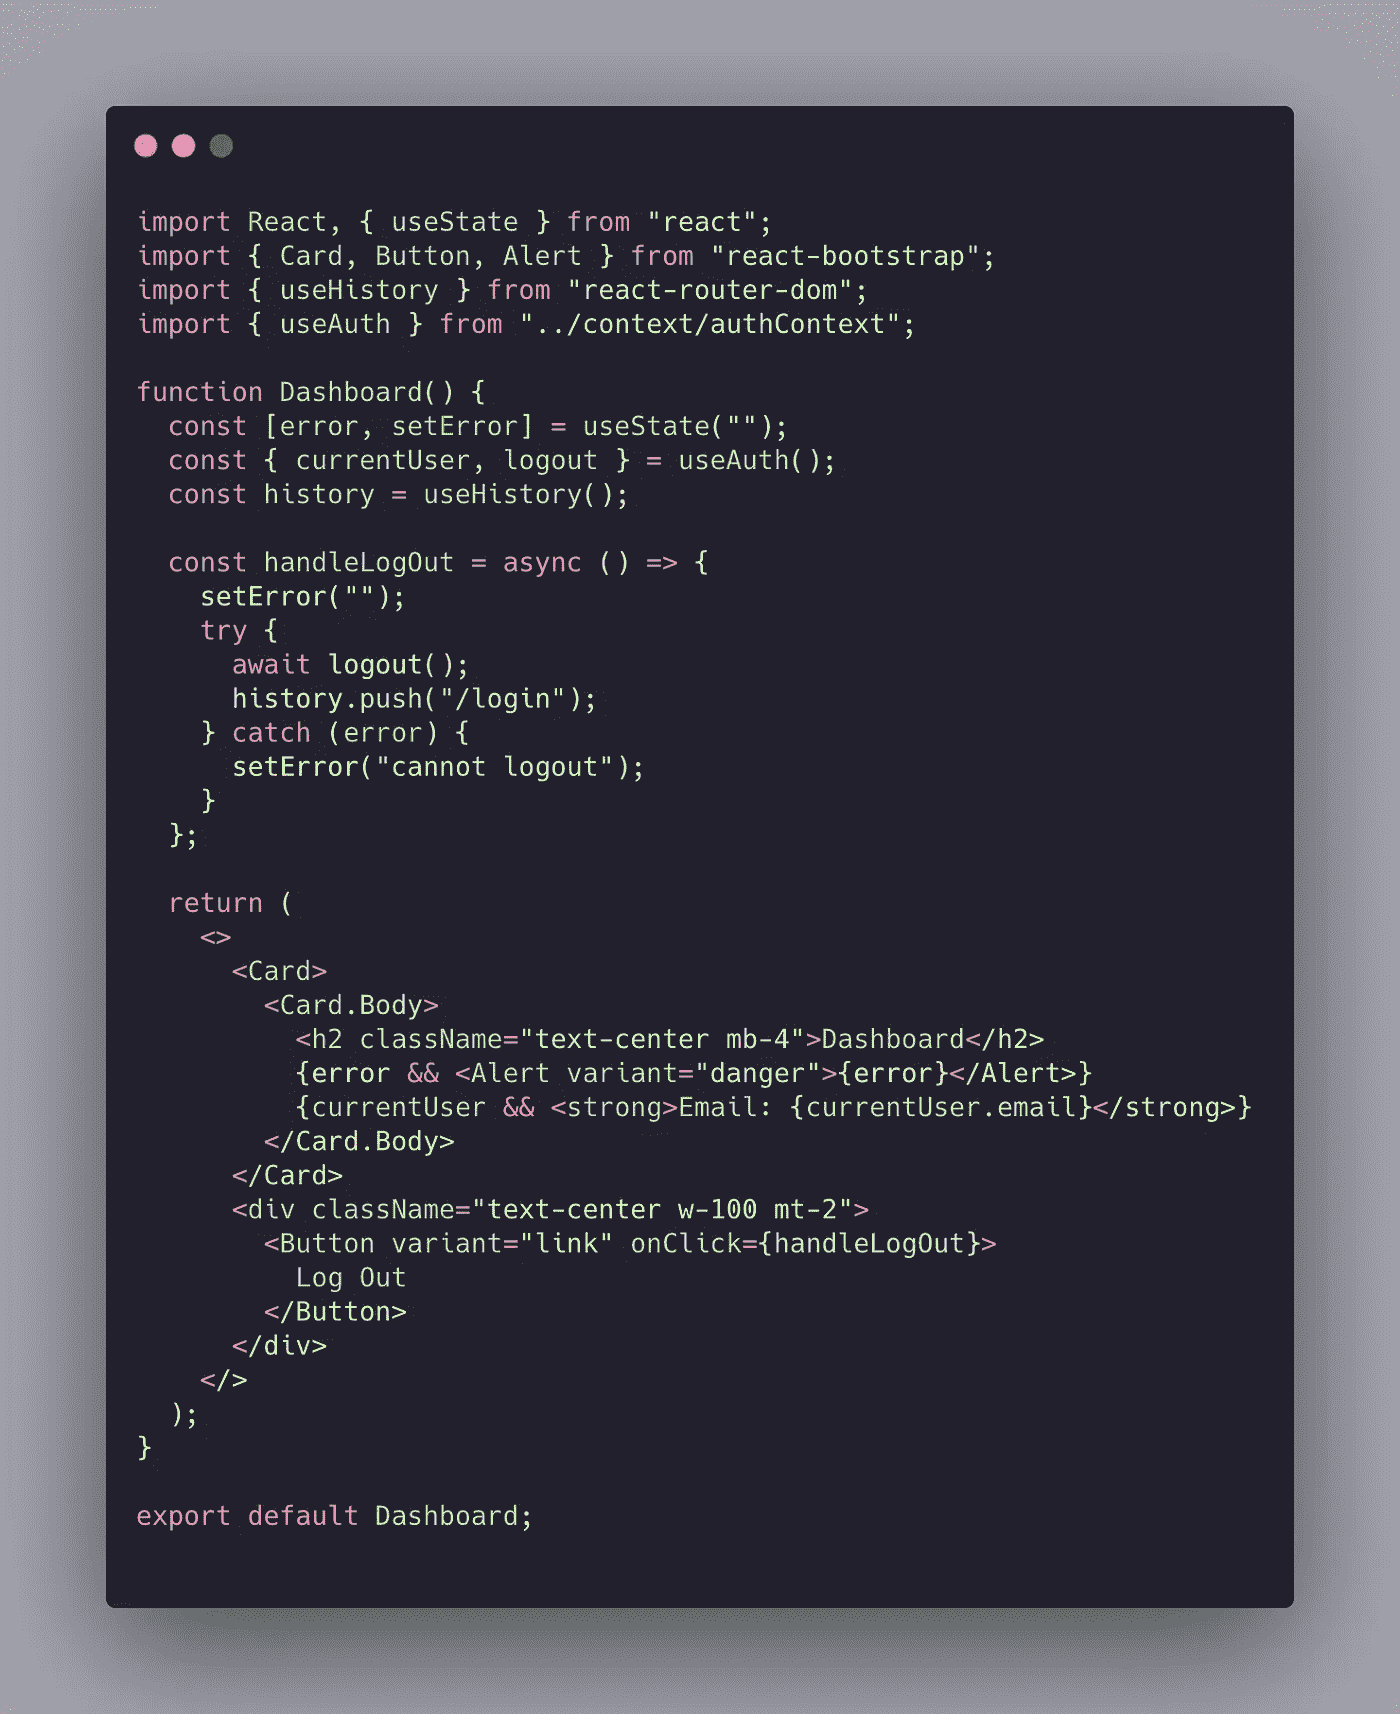 import React, { useState } from "react";
import { Card, Button, Alert } from "react-bootstrap";
import { useHistory } from "react-router-dom";
import { useAuth } from "../context/authContext";

function Dashboard() {
  const [error, setError] = useState("");
  const { currentUser, logout } = useAuth();
  const history = useHistory();

  const handleLogOut = async () => {
    setError("");
    try {
      await logout();
      history.push("/login");
    } catch (error) {
      setError("cannot logout");
    }
  };

  return (
    <>
      <Card>
        <Card.Body>
          <h2 className="text-center mb-4">Dashboard</h2>
          {error && <Alert variant="danger">{error}</Alert>}
          {currentUser && <strong>Email: {currentUser.email}</strong>}
        </Card.Body>
      </Card>
      <div className="text-center w-100 mt-2">
        <Button variant="link" onClick={handleLogOut}>
          Log Out
        </Button>
      </div>
    </>
  );
}

export default Dashboard;